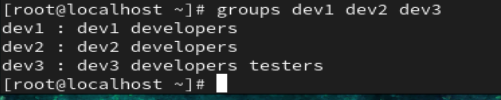 [root@localhost ~]# groups dev1 dev2 dev3
dev1 : dev1 developers
dev2 : dev2 developers
dev3 : dev3 developers testers
[root@localhost ~]#